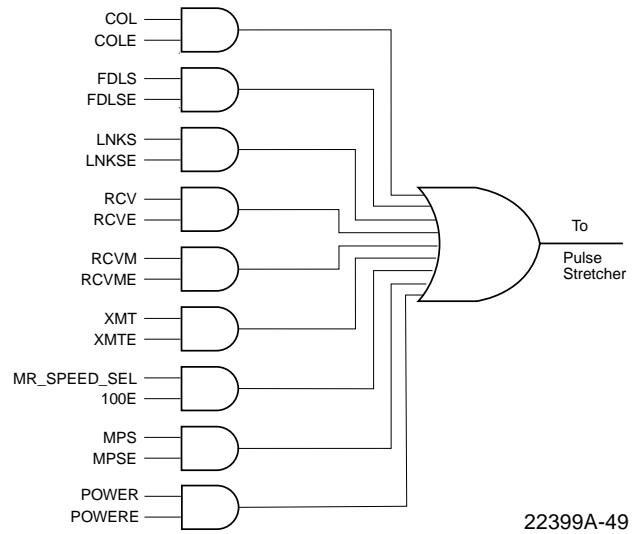 COL
COLE
FDLS
FDLSE
LNKS
LNKSE
RCV
RCVE
RCVM
RCVME
XMT
XMTE
MR_SPEED_SEL
100E
MPS
MPSE
POWER
POWERE
To
Pulse
Stretcher
22399A-49